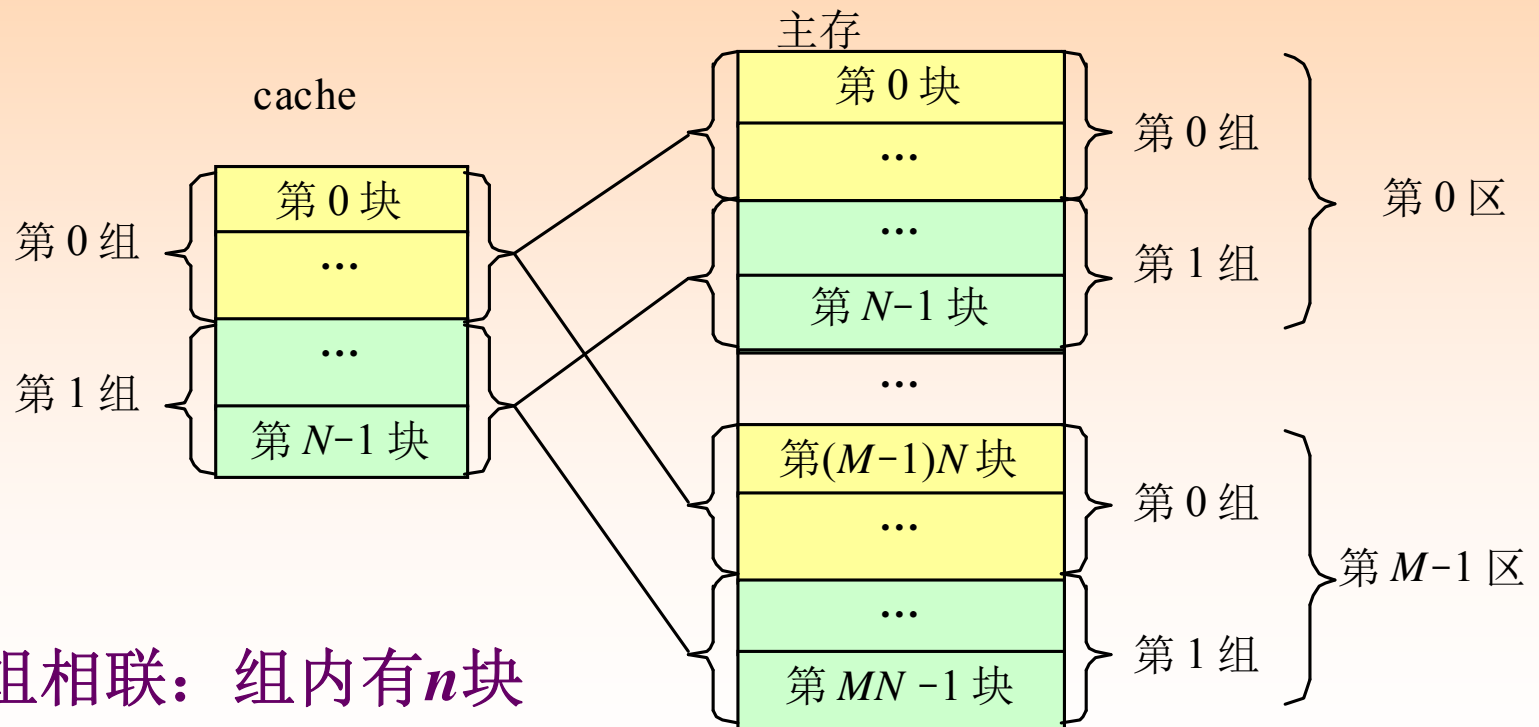 主存
cache
第 0 块
…
第 0 组
第 0 区
第 0 块
第 0 组
…
…
第 1 组
…
第 N-1 块
第 1 组
…
…
第 N-1 块
第(M-1)N 块
第 0 组
…
第 M-1 区
…
第 1 组
第 MN -1 块
组相联：组内有n块